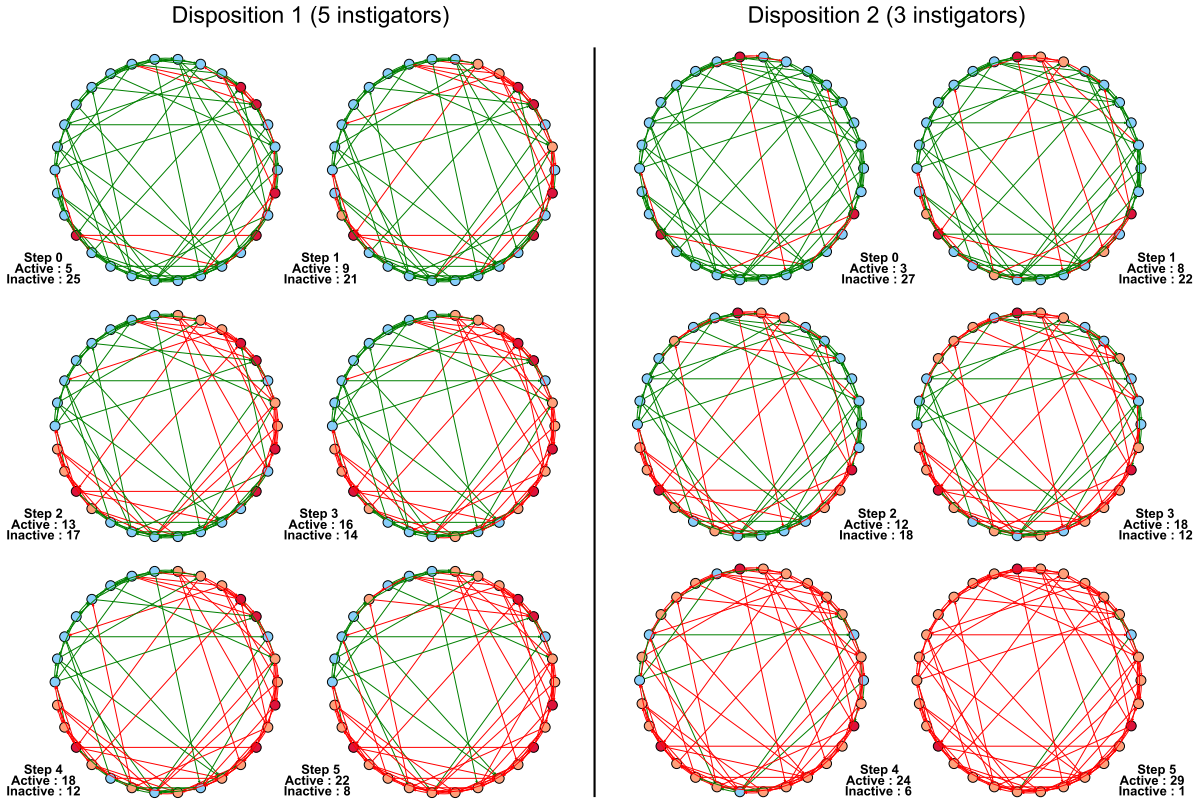 Disposition 1 (5 instigators)
Step 0
Active : 5
Inactive : 25
Step 1
Active : 9
Inactive : 21
Step 2
Active : 13
Inactive : 17
Step 3
Active : 16
Inactive : 14
Step 4
Active : 18
Inactive : 12
Step 5
Active : 22
Inactive : 8
Disposition 2 (3 instigators)
Step 0
Active : 3
Inactive : 27
Step 1
Active : 8
Inactive : 22
Step 2
Active : 12
Inactive : 18
Step 3
Active : 18
Inactive : 12
Step 4
Active : 24
Inactive : 6
Step 5
Active : 29
Inactive : 1